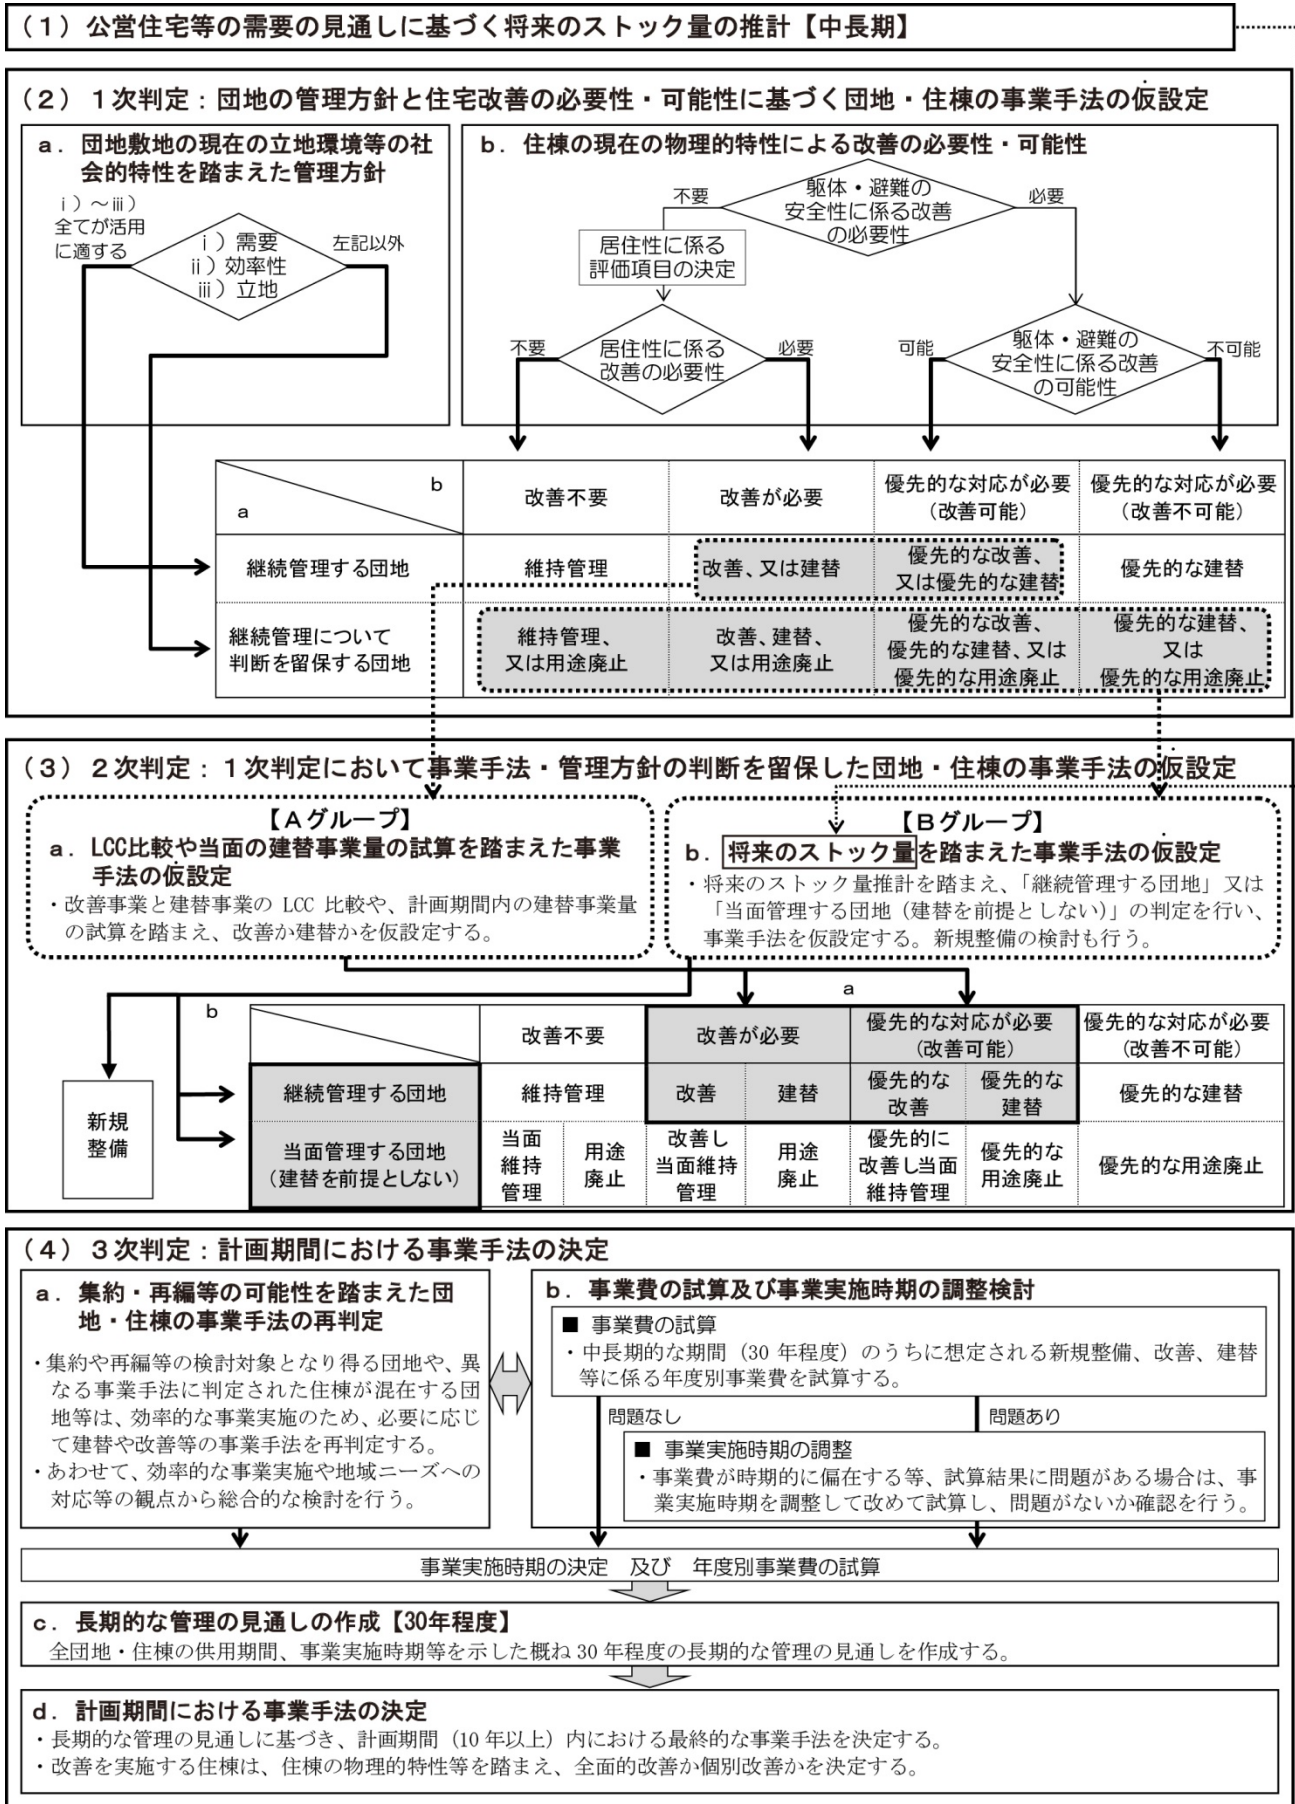 (1)公営住宅等の需要の見通しに基づく将来のストック量の推計【中長期】
(2)1次判定：団地の管理方針と住宅改善の必要性・可能性に基づく団地・住棟の事業手法の仮設定
a．団地敷地の現在の立地環境等の社
会的特性を踏まえた管理方針
ⅰ）～ⅲ）
全てが活用
に適する
ⅰ）需要
ⅱ）効率性
ⅲ）立地
左記以外
b．住棟の現在の物理的特性による改善の必要性・可能性
不要
躯体・避難の
安全性に係る改善
の必要性
必要
居住性に係る
評価項目の決定
不要
居住性に係る
改善の必要性
必要
可能
躯体・避難の
安全性に係る改善
の可能性
不可能
b
a
改善不要
改善が必要
優先的な対応が必要
（改善可能）
優先的な対応が必要
（改善不可能）
継続管理する団地
維持管理
改善、又は建替
優先的な改善、
又は優先的な建替
優先的な建替
継続管理について
判断を留保する団地
維持管理、
又は用途廃止
改善、建替、
又は用途廃止
優先的な改善、
優先的な建替、又は
優先的な用途廃止
優先的な建替、
又は
優先的な用途廃止
(3)2次判定：1次判定において事業手法・管理方針の判断を留保した団地・住棟の事業手法の仮設定
【Aグループ】
a．LCC比較や当面の建替事業量の試算を踏まえた事業
手法の仮設定
・改善事業と建替事業の LCC 比較や、計画期間内の建替事業量
の試算を踏まえ、改善か建替かを仮設定する。
【Bグループ】
b．将来のストック量を踏まえた事業手法の仮設定
・将来のストック量推計を踏まえ、「継続管理する団地」又は
「当面管理する団地（建替を前提としない）」の判定を行い、
事業手法を仮設定する。新規整備の検討も行う。
a
b
改善不要
改善が必要
優先的な対応が必要
（改善可能）
優先的な対応が必要
（改善不可能）
新規
整備
継続管理する団地
維持管理
改善
建替
優先的な
改善
優先的な
建替
優先的な建替
当面管理する団地
（建替を前提としない）
当面
維持
管理
用途
廃止
改善し
当面維持
管理
用途
廃止
優先的に
改善し当面
維持管理
優先的な
用途廃止
優先的な用途廃止
(4)3次判定：計画期間における事業手法の決定
a．集約・再編等の可能性を踏まえた団
地・住棟の事業手法の再判定
・集約や再編等の検討対象となり得る団地や、異
なる事業手法に判定された住棟が混在する団
地等は、効率的な事業実施のため、必要に応じ
て建替や改善等の事業手法を再判定する。
・あわせて、効率的な事業実施や地域ニーズへの
対応等の観点から総合的な検討を行う。
b．事業費の試算及び事業実施時期の調整検討
■ 事業費の試算
・中長期的な期間（30 年程度）のうちに想定される新規整備、改善、建替
等に係る年度別事業費を試算する。
問題なし
問題あり
■ 事業実施時期の調整
・事業費が時期的に偏在する等、試算結果に問題がある場合は、事
業実施時期を調整して改めて試算し、問題がないか確認を行う。
事業実施時期の決定　及び　年度別事業費の試算
c．長期的な管理の見通しの作成【30年程度】
全団地・住棟の供用期間、事業実施時期等を示した概ね 30 年程度の長期的な管理の見通しを作成する。
d．計画期間における事業手法の決定
・長期的な管理の見通しに基づき、計画期間（10 年以上）内における最終的な事業手法を決定する。
・改善を実施する住棟は、住棟の物理的特性等を踏まえ、全面的改善か個別改善かを決定する。